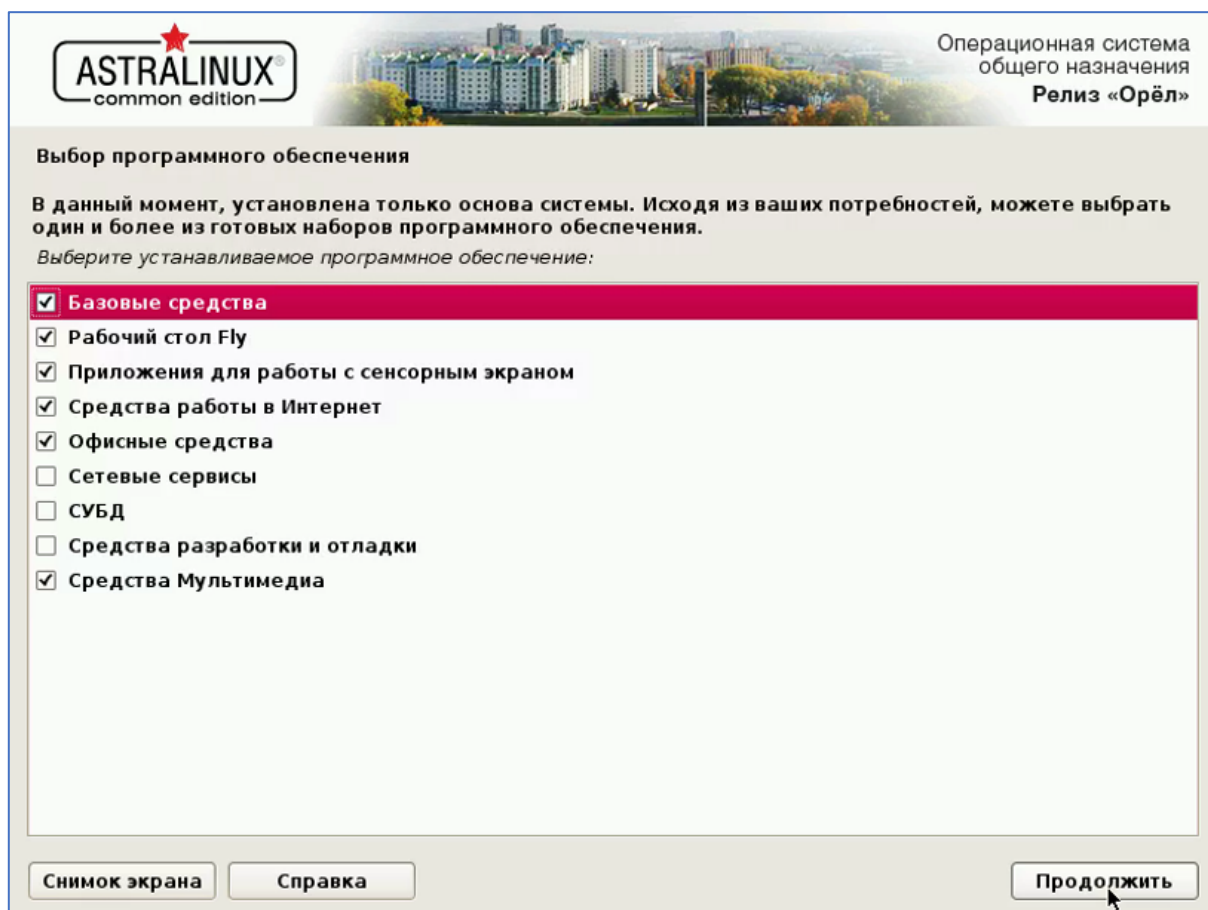 ASTRALINUX®
common edition
Операционная система
общего назначения
Релиз «Орёл»
Выбор программного обеспечения
В данный момент, установлена только основа системы. Исходя из ваших потребностей, можете выбрать
один и более из готовых наборов программного обеспечения.
Выберите устанавливаемое программное обеспечение:
Базовые средства
Рабочий стол Fly
Приложения для работы с сенсорным экраном
Средства работы в Интернет
Офисные средства
Сетевые сервисы
СУБД
Средства разработки и отладки
Средства Мультимедиа
Снимок экрана
Справка
Продолжить